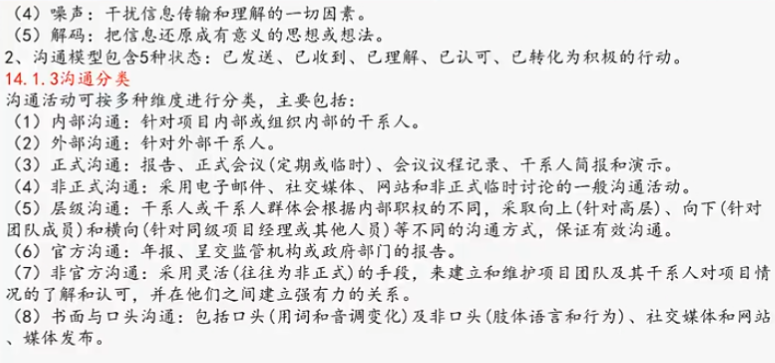 （4）噪声：干扰信息传输和理解的一切因素。
（5）解码：把信息还原成有意义的思想或想法。
2、沟通模型包含5种状态：已发送、已收到、已理解、已认可、已转化为积极的行动。
14.1.3沟通分类
沟通活动可按多种维度进行分类，主要包括：
（1）内部沟通：针对项目内部或组织内部的干系人。
（2）外部沟通：针对外部干系人。
（3）正式沟通：报告、正式会议(定期或临时)、会议议程记录、干系人简报和演示。
（4）非正式沟通：采用电子邮件、社交媒体、网站和非正式临时讨论的一般沟通活动。
（5）层级沟通：干系人或干系人群体会根据内部职权的不同，采取向上(针对高层)、向下(针对
团队成员)和横向(针对同级项目经理或其他人员)等不同的沟通方式，保证有效沟通。
（6）官方沟通：年报、呈交监管机构或政府部门的报告。
（7）非官方沟通：采用灵活(往往为非正式)的手段，来建立和维护项目团队及其干系人对项目情
况的了解和认可，并在他们之间建立强有力的关系。
（8）书面与口头沟通：包括口头(用词和音调变化)及非口头(肢体语言和行为)、社交媒体和网站
、媒体发布。